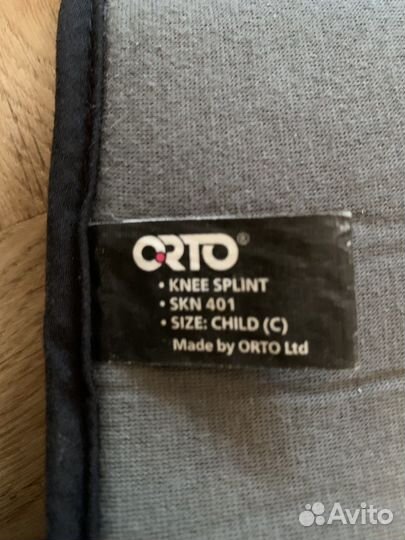 ORTO®
• KNEE SPLINT
• SKN 401
• SIZE: CHILD (C)
Made by ORTO Ltd
Avito